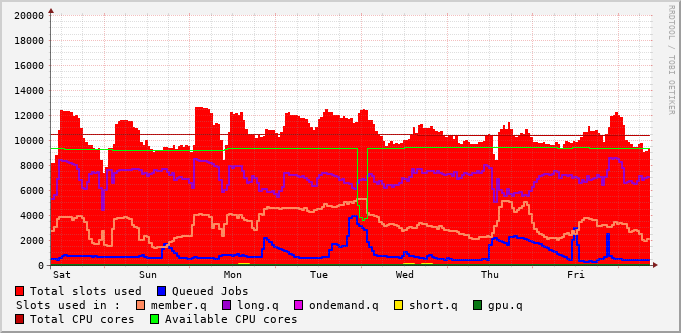 20000
18000
16000
14000
12000
10000
8000
6000
4000
2000
0
Sat Sun Mon Tue Wed Thu Fri
RRDTOOL / TOBI OETIKER
Total slots used Queued Jobs
Slots used in : member.q long.q ondemand.q short.q gpu.q
Total CPU cores Available CPU cores